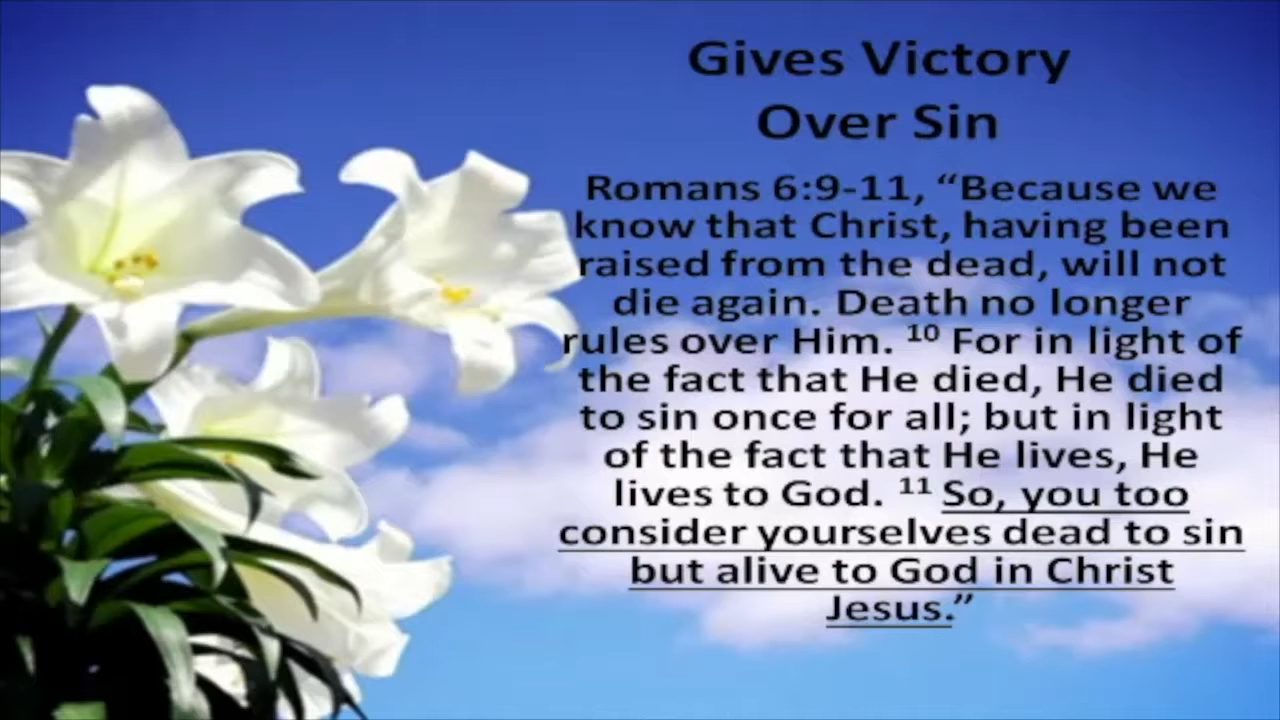 Gives Victory
Over Sin
Romans 6:9-11, “Because we
know that Christ, having been
raised from the dead, will not
die again. Death no longer
rules over Him. ¹⁰ For in light of
the fact that He died, He died
to sin once for all; but in light
of the fact that He lives, He
lives to God. ¹¹ So, you too
consider yourselves dead to sin
but alive to God in Christ
Jesus.”